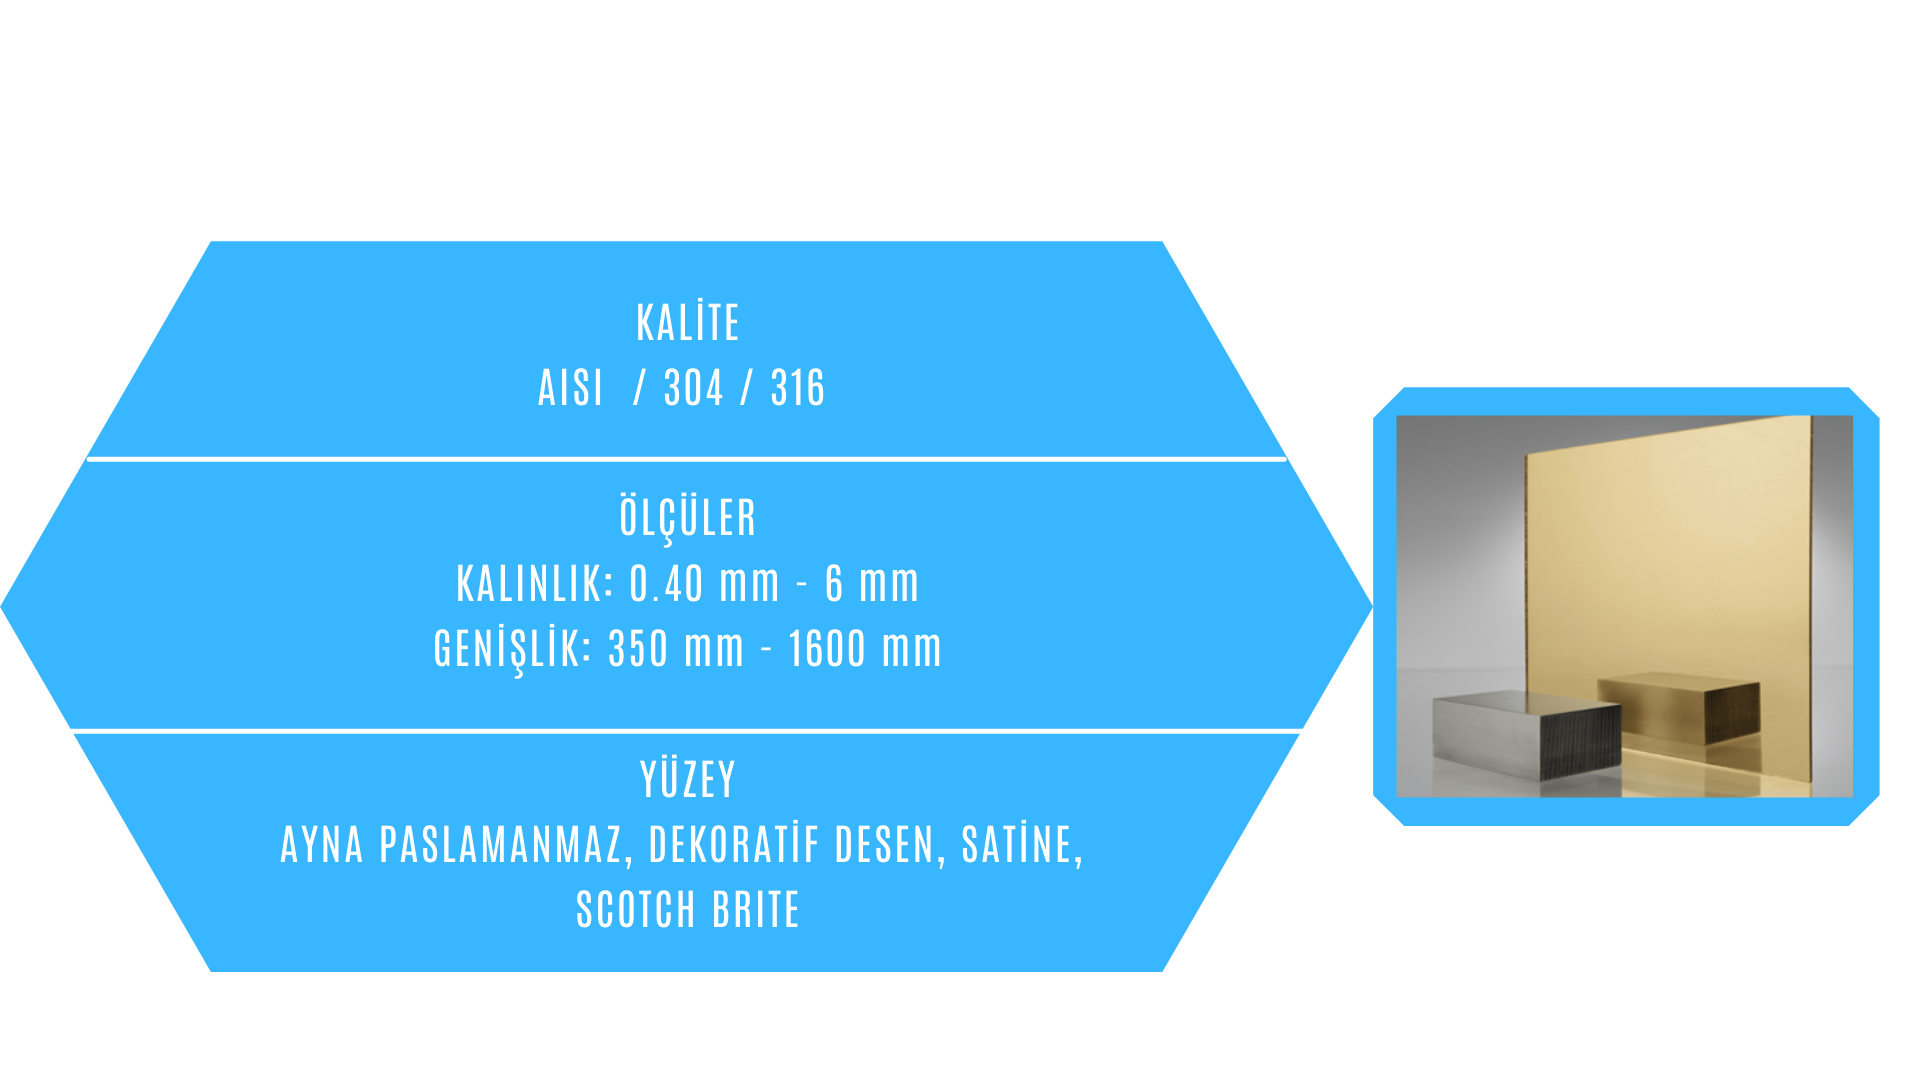 KALİTE
AISI / 304 / 316
ÖLÇÜLER
KALINLIK: 0.40 mm - 6 mm
GENİŞLİK: 350 mm - 1600 mm
YÜZEY
AYNA PASLAMANMAZ, DEKORATİF DESEN, SATİNE,
SCOTCH BRITE